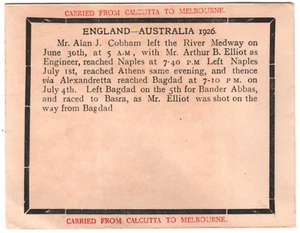 CARRIED FROM CALCUTTA TO MELBOURNE.
ENGLAND—AUSTRALIA 1926.
Mr. Alan J. Cobham left the River Medway on
June 30th, at 5 A.M., with Mr. Arthur B. Elliot as
Engineer, reached Naples at 7-40 P.M Left Naples
July 1st, reached Athens same evening, and thence
via Alexandretta reached Bagdad at 7-10 P.M. on
July 4th. Left Bagdad on the 5th for Bander Abbas,
and raced to Basra, as Mr. Elliot was shot on the
way from Bagdad
CARRIED FROM CALCUTTA TO MELBOURNE.